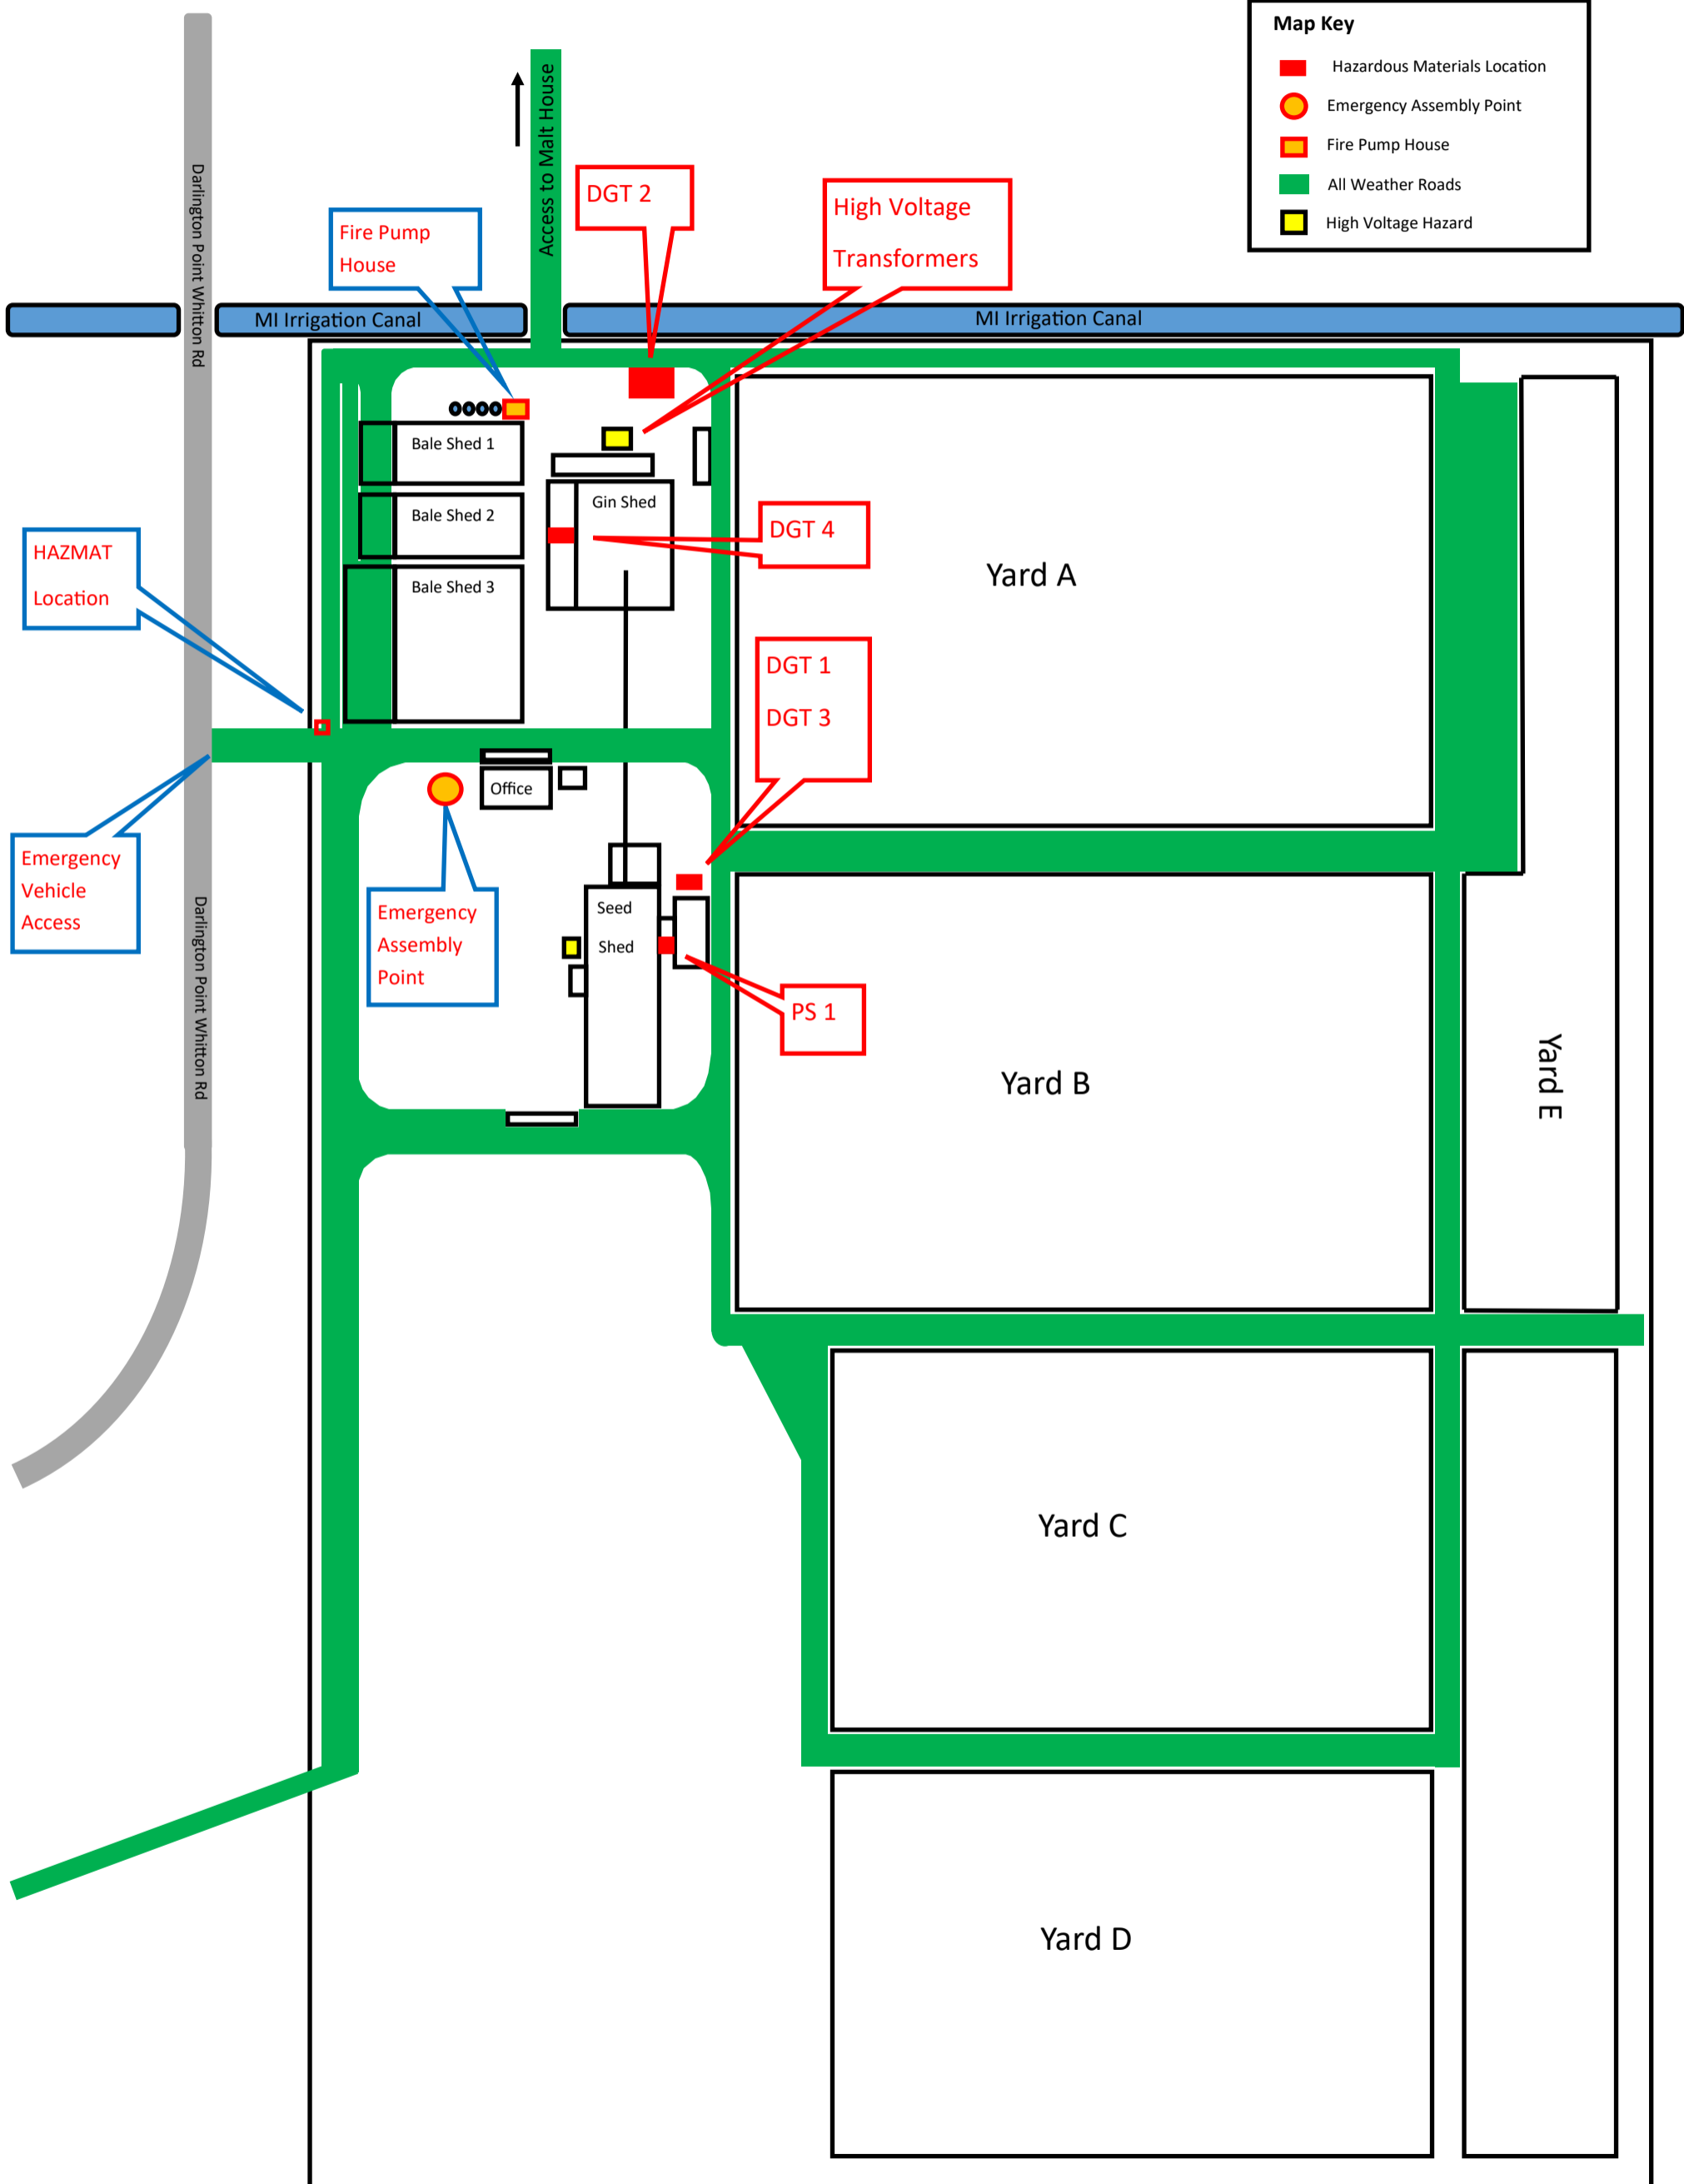 Map Key
Hazardous Materials Location
Emergency Assembly Point
Fire Pump House
All Weather Roads
High Voltage Hazard
Access to Malt House
Darlington Point Whitton Rd
DGT 2
High Voltage
Transformers
Fire Pump
House
MI Irrigation Canal
MI Irrigation Canal
Bale Shed 1
Gin Shed
Bale Shed 2
DGT 4
HAZMAT
Location
Bale Shed 3
Yard A
DGT 1
DGT 3
Office
Emergency
Vehicle
Access
Emergency
Assembly
Point
Seed
Shed
Darlington Point Whitton Rd
PS 1
Yard B
Yard E
Yard C
Yard D